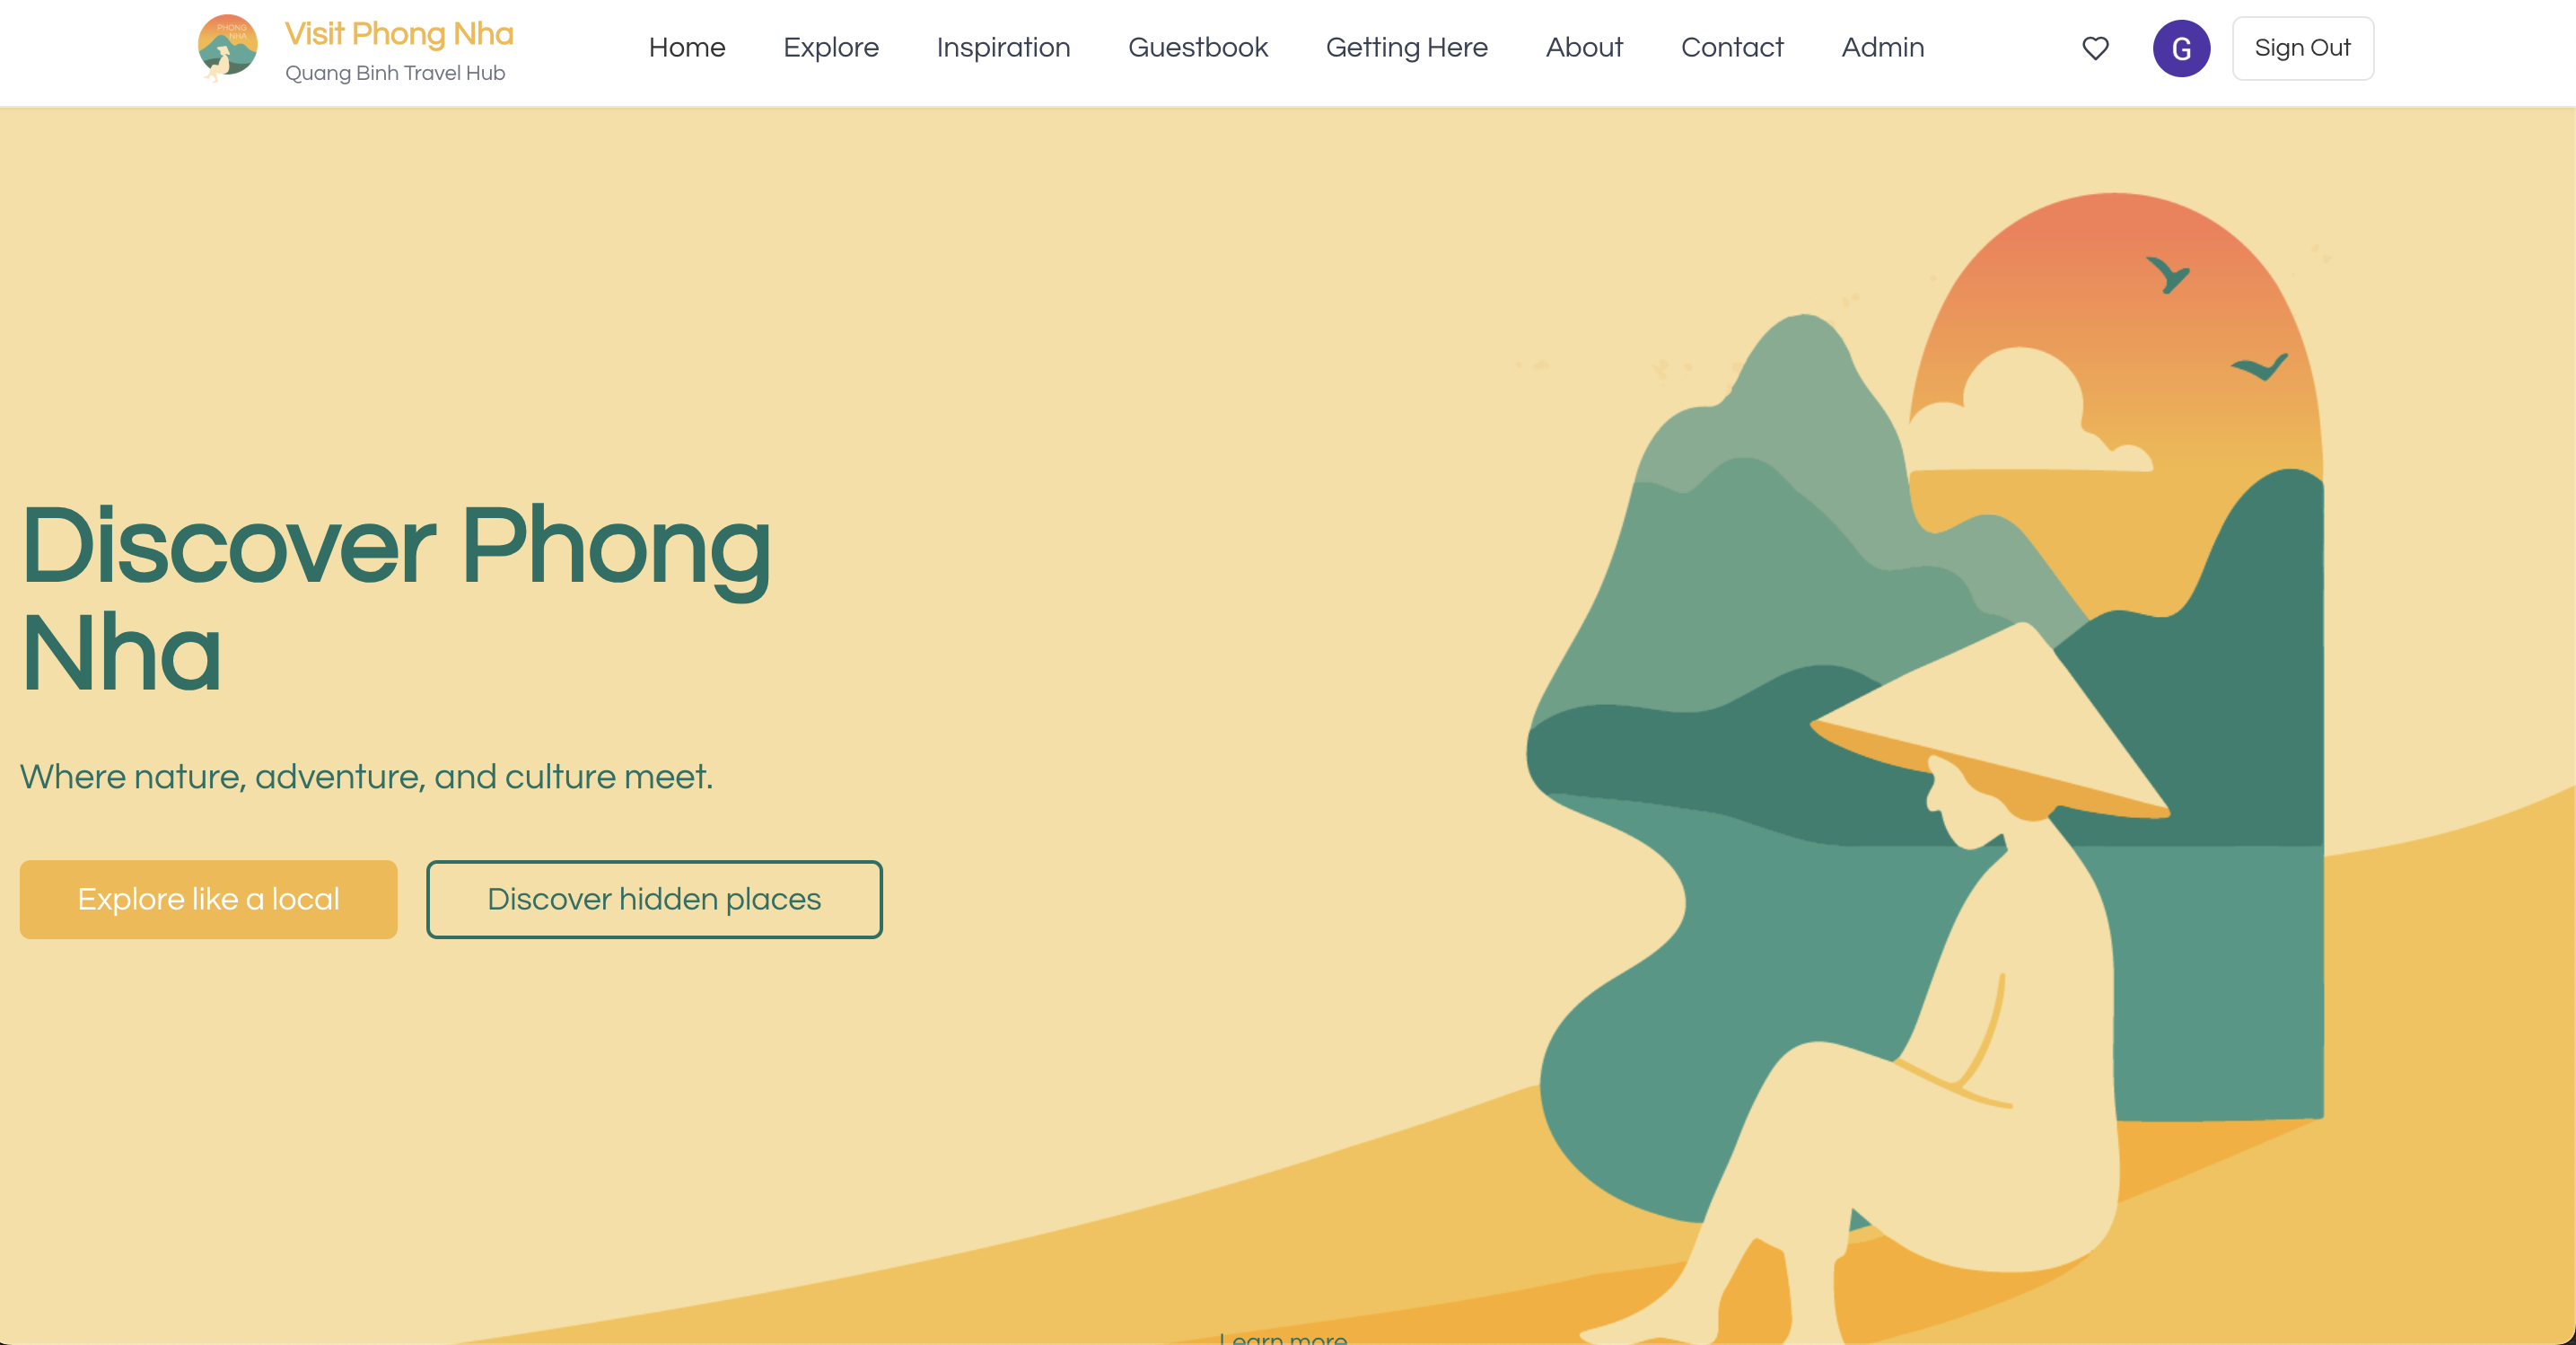 PHONG
NHA
Visit Phong Nha
Quang Binh Travel Hub
Home
Explore
Inspiration
Guestbook
Getting Here
About
Contact
Admin
G
Sign Out
Discover Phong
Nha
Where nature, adventure, and culture meet.
Explore like a local
Discover hidden places
Learn more